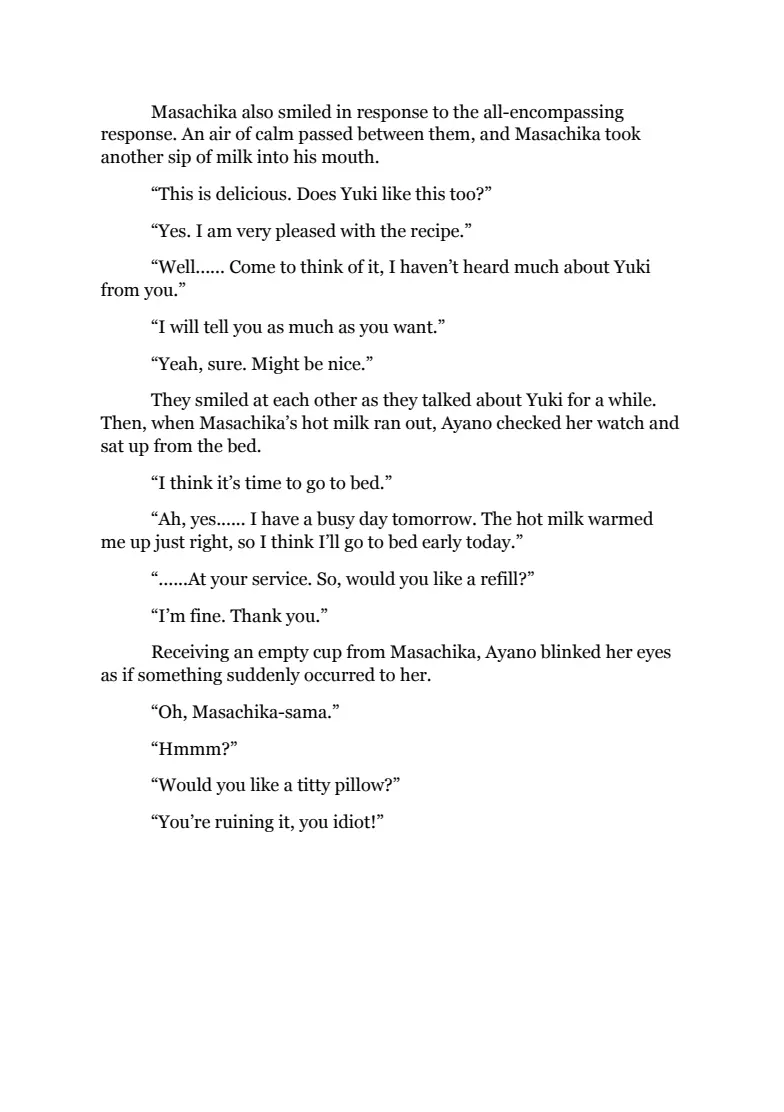 Masachika also smiled in response to the all-encompassing
response. An air of calm passed between them, and Masachika took
another sip of milk into his mouth.
“This is delicious. Does Yuki like this too?”
“Yes. I am very pleased with the recipe.”
“Well...... Come to think of it, I haven’t heard much about Yuki
from you.”
“I will tell you as much as you want.”
“Yeah, sure. Might be nice.”
They smiled at each other as they talked about Yuki for a while.
Then, when Masachika’s hot milk ran out, Ayano checked her watch and
sat up from the bed.
“I think it’s time to go to bed.”
“Ah, yes...... I have a busy day tomorrow. The hot milk warmed
me up just right, so I think I’ll go to bed early today.”
“......At your service. So, would you like a refill?”
“I’m fine. Thank you.”
Receiving an empty cup from Masachika, Ayano blinked her eyes
as if something suddenly occurred to her.
“Oh, Masachika-sama.”
“Hmmm?”
“Would you like a titty pillow?”
“You’re ruining it, you idiot!”